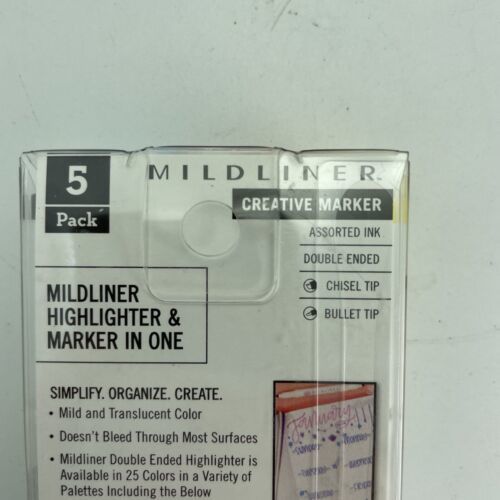 5
Pack
MILDLINER
CREATIVE MARKER
ASSORTED INK
DOUBLE ENDED
CHISEL TIP
BULLET TIP
MILDLINER
HIGHLIGHTER &
MARKER IN ONE
SIMPLIFY. ORGANIZE. CREATE.
• Mild and Translucent Color
• Doesn't Bleed Through Most Surfaces
• Mildliner Double Ended Highlighter is
Available in 25 Colors in a Variety of
Palettes Including the Below
January